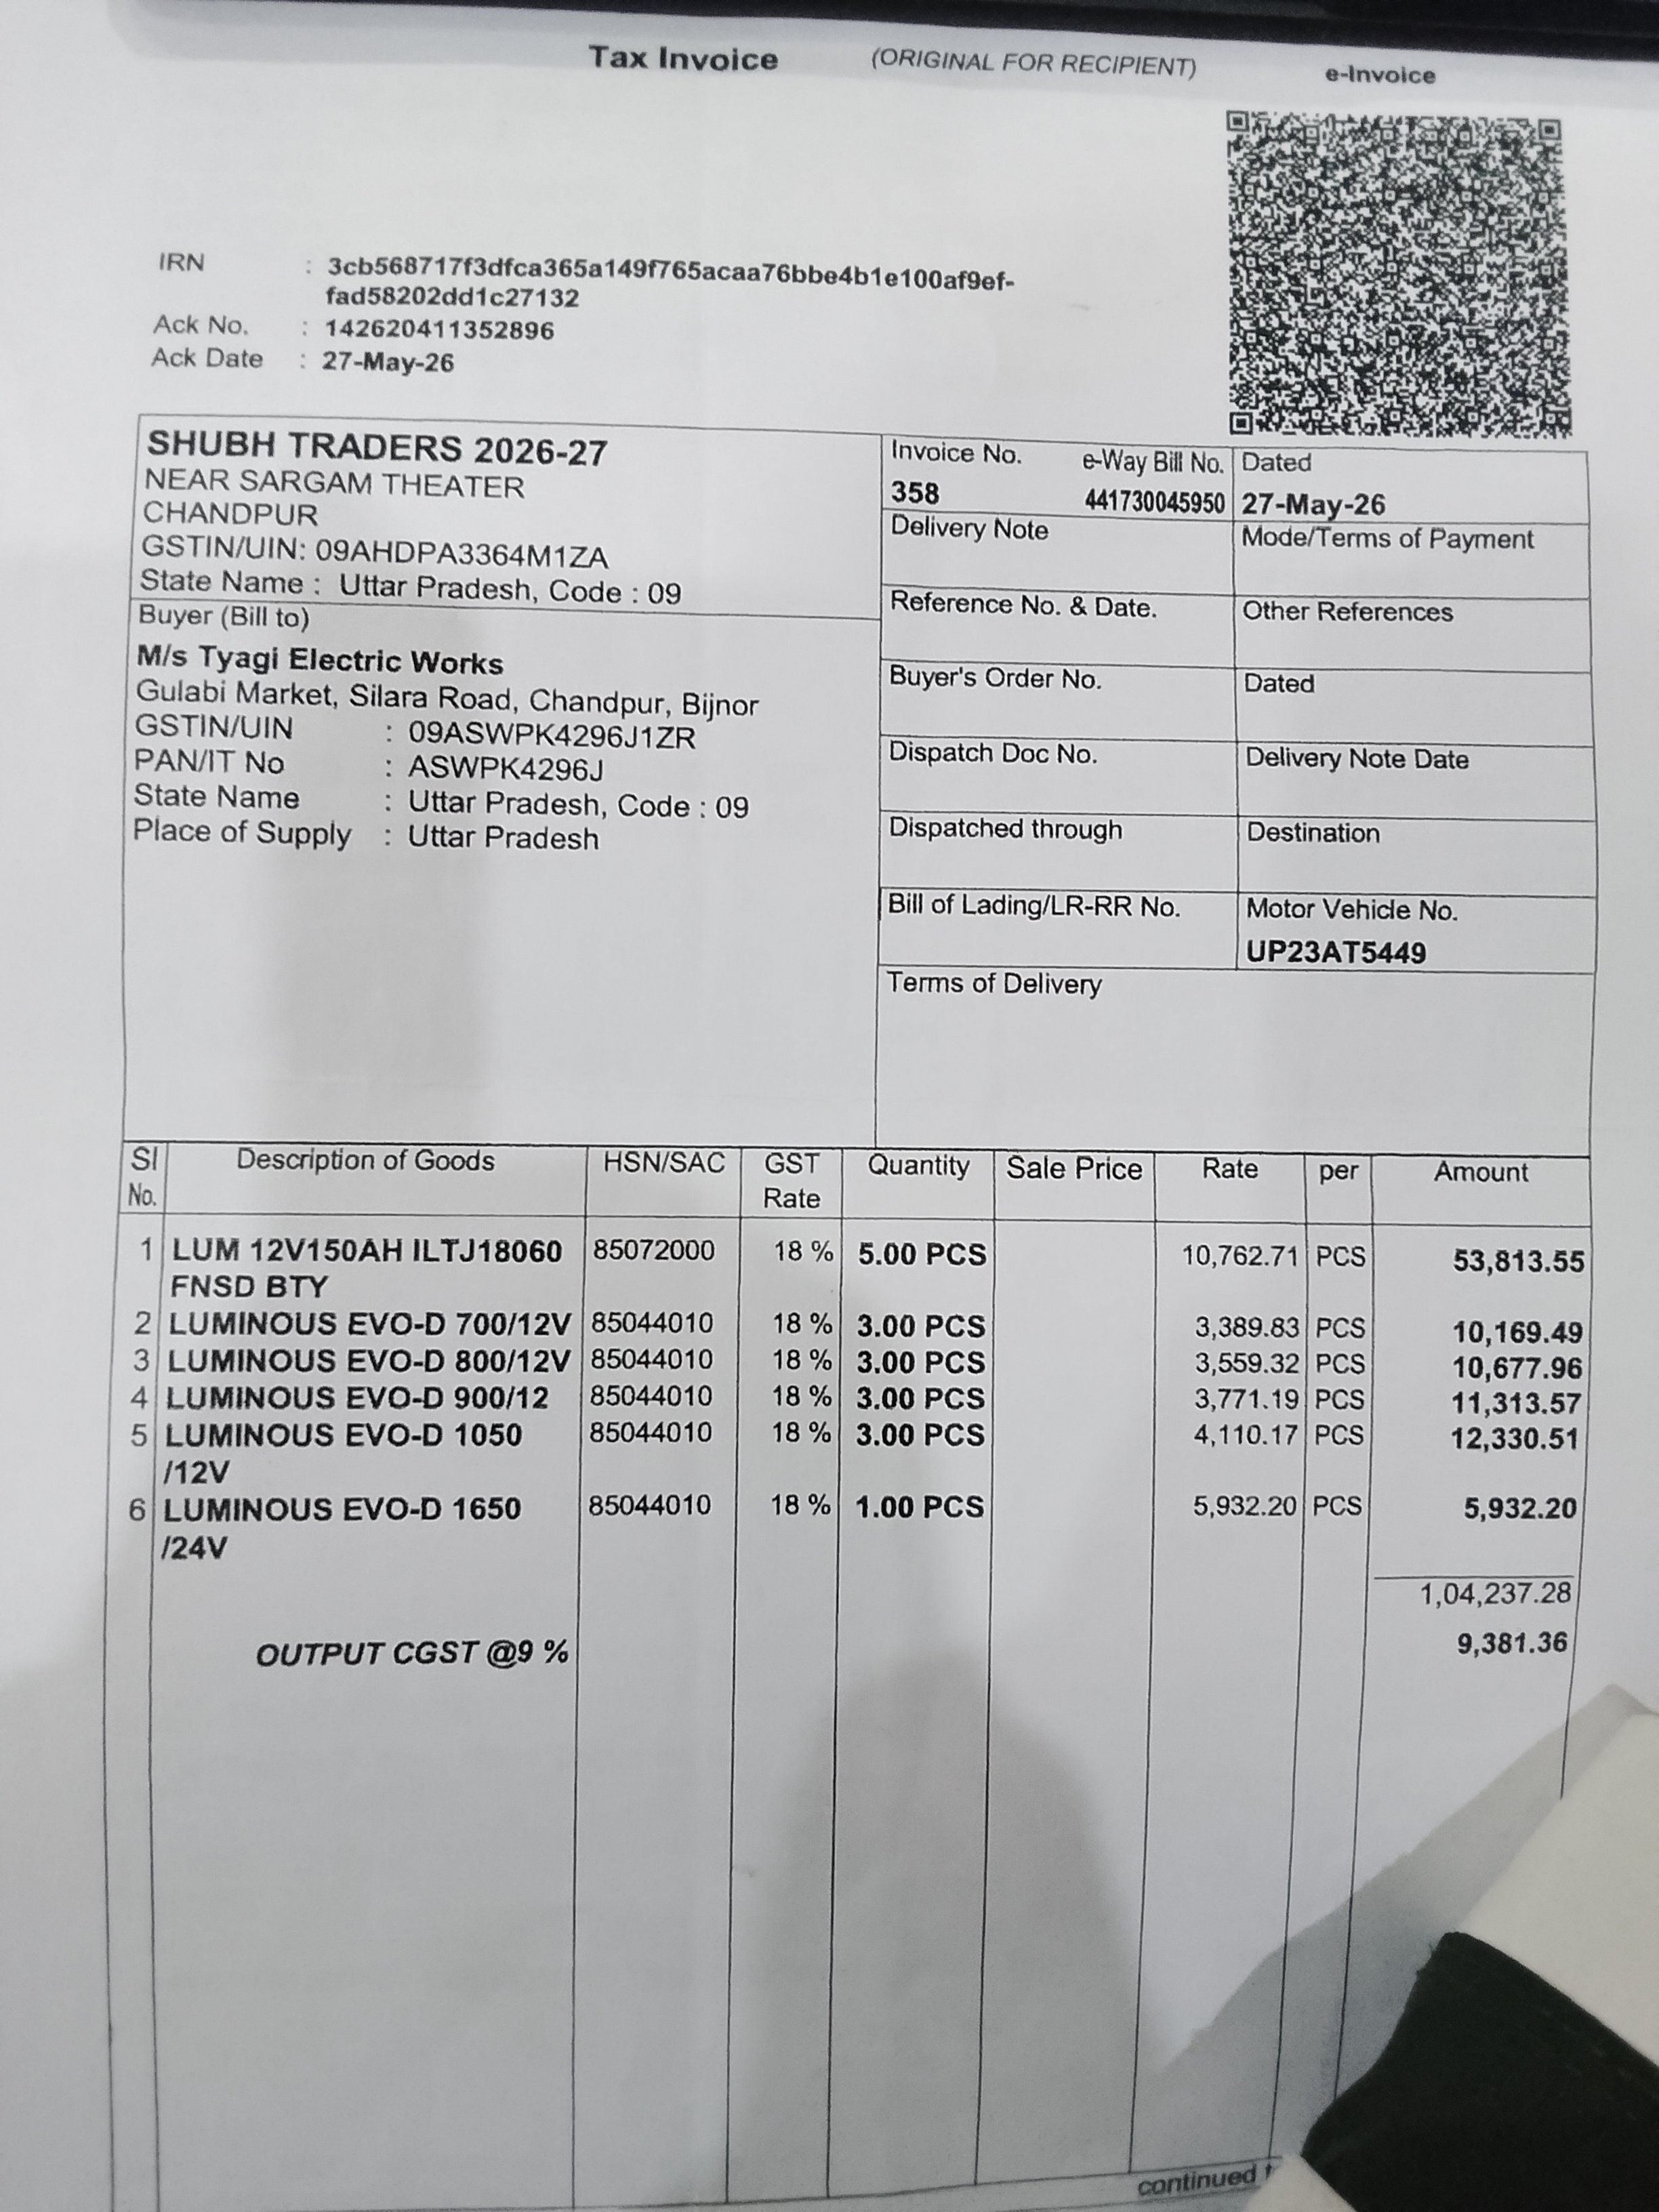 Tax Invoice (ORIGINAL FOR RECIPIENT) e-Invoice
IRN : 3cb568717f3dfca365a149f765acaa76bbe4b1e100af9ef-
fad58202dd1c27132
Ack No. : 142620411352896
Ack Date : 27-May-26
SHUBH TRADERS 2026-27
NEAR SARGAM THEATER
CHANDPUR
GSTIN/UIN: 09AHDPA3364M1ZA
State Name : Uttar Pradesh, Code : 09
Buyer (Bill to)
M/s Tyagi Electric Works
Gulabi Market, Silara Road, Chandpur, Bijnor
GSTIN/UIN : 09ASWPK4296J1ZR
PAN/IT No : ASWPK4296J
State Name : Uttar Pradesh, Code : 09
Place of Supply : Uttar Pradesh
Invoice No. e-Way Bill No. Dated
358 441730045950 27-May-26
Delivery Note Mode/Terms of Payment
Reference No. & Date. Other References
Buyer's Order No. Dated
Dispatch Doc No. Delivery Note Date
Dispatched through Destination
Bill of Lading/LR-RR No. Motor Vehicle No.
UP23AT5449
Terms of Delivery
SI Description of Goods HSN/SAC GST Quantity Sale Price Rate per Amount
No. Rate
1 LUM 12V150AH ILTJ18060 85072000 18 % 5.00 PCS 10,762.71 PCS 53,813.55
FNSD BTY
2 LUMINOUS EVO-D 700/12V 85044010 18 % 3.00 PCS 3,389.83 PCS 10,169.49
3 LUMINOUS EVO-D 800/12V 85044010 18 % 3.00 PCS 3,559.32 PCS 10,677.96
4 LUMINOUS EVO-D 900/12 85044010 18 % 3.00 PCS 3,771.19 PCS 11,313.57
5 LUMINOUS EVO-D 1050 85044010 18 % 3.00 PCS 4,110.17 PCS 12,330.51
/12V
6 LUMINOUS EVO-D 1650 85044010 18 % 1.00 PCS 5,932.20 PCS 5,932.20
/24V
1,04,237.28
OUTPUT CGST @9 % 9,381.36
continued